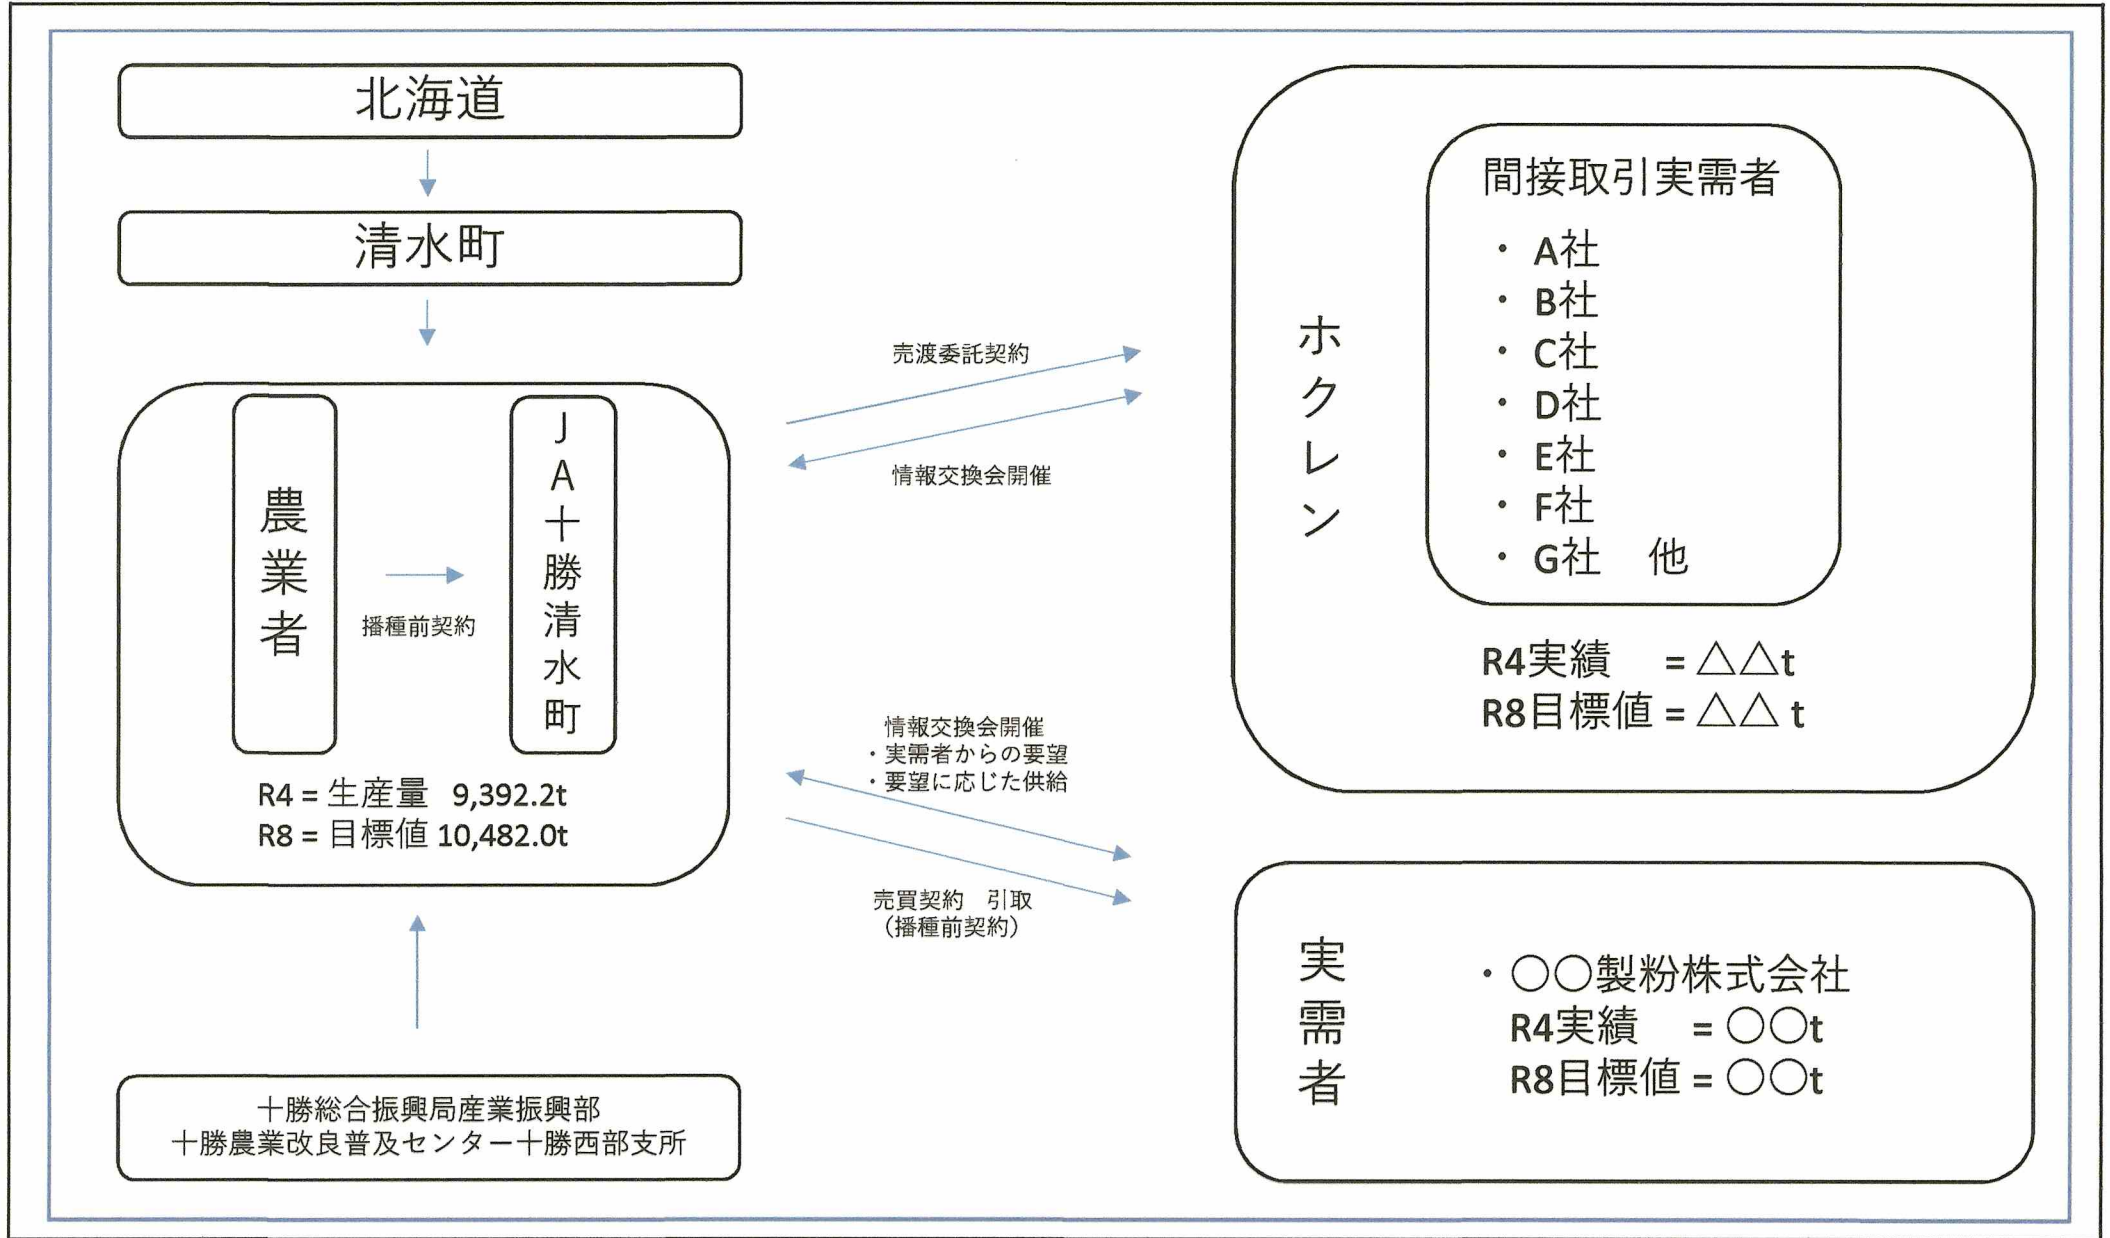 北海道
清水町
農業者
播種前契約
JA十勝清水町
R4 = 生産量 9,392.2t
R8 = 目標値 10,482.0t
十勝総合振興局産業振興部
十勝農業改良普及センター十勝西部支所
売渡委託契約
情報交換会開催
情報交換会開催
・実需者からの要望
・要望に応じた供給
売買契約　引取
（播種前契約）
ホクレン
間接取引実需者
・ A社
・ B社
・ C社
・ D社
・ E社
・ F社
・ G社　他
R4実績　= △△t
R8目標値 = △△ t
実需者
・〇〇製粉株式会社
R4実績　= 〇〇t
R8目標値 = 〇〇t